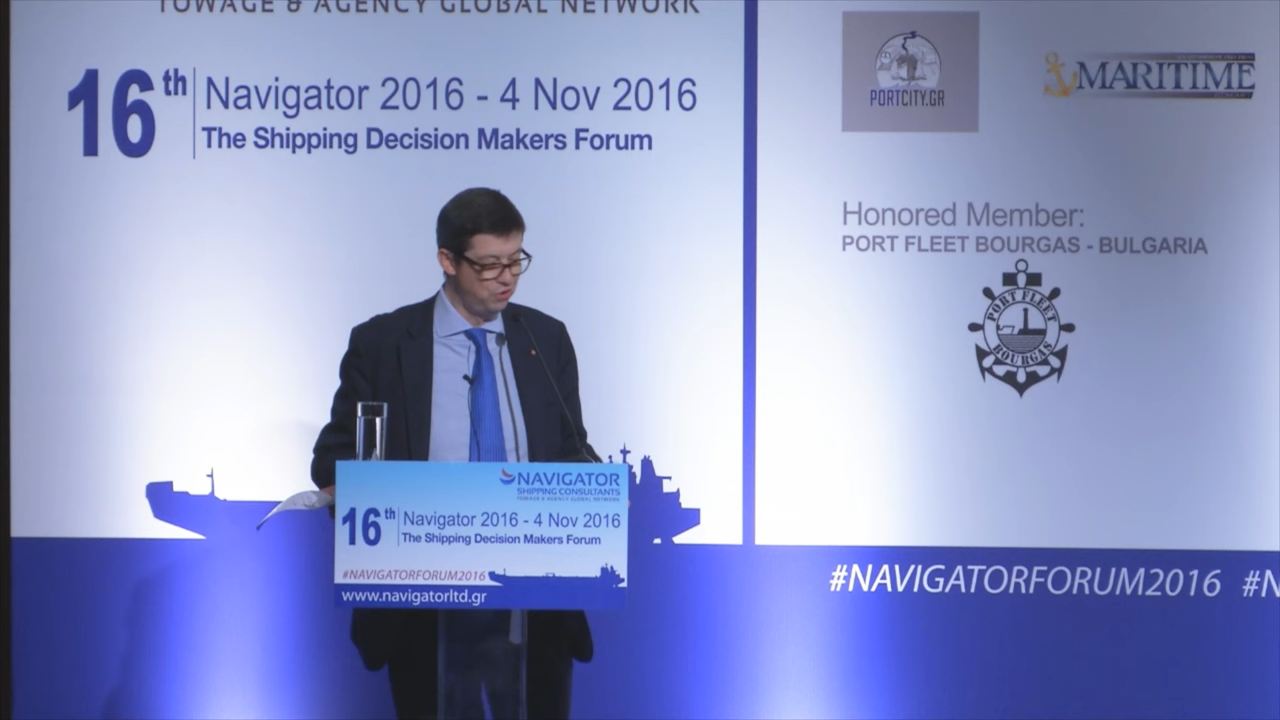 TOWAGE & AGENCY GLOBAL NETWORK
16th
Navigator 2016 - 4 Nov 2016
The Shipping Decision Makers Forum
PORTCITY.GR
MARITIME
Honored Member:
PORT FLEET BOURGAS - BULGARIA
PORT FLEET
BOURGAS
NAVIGATOR
SHIPPING CONSULTANTS
TOWAGE & AGENCY GLOBAL NETWORK
16th
Navigator 2016 - 4 Nov 2016
The Shipping Decision Makers Forum
#NAVIGATORFORUM2016
www.navigatorltd.gr
#NAVIGATORFORUM2016 #N